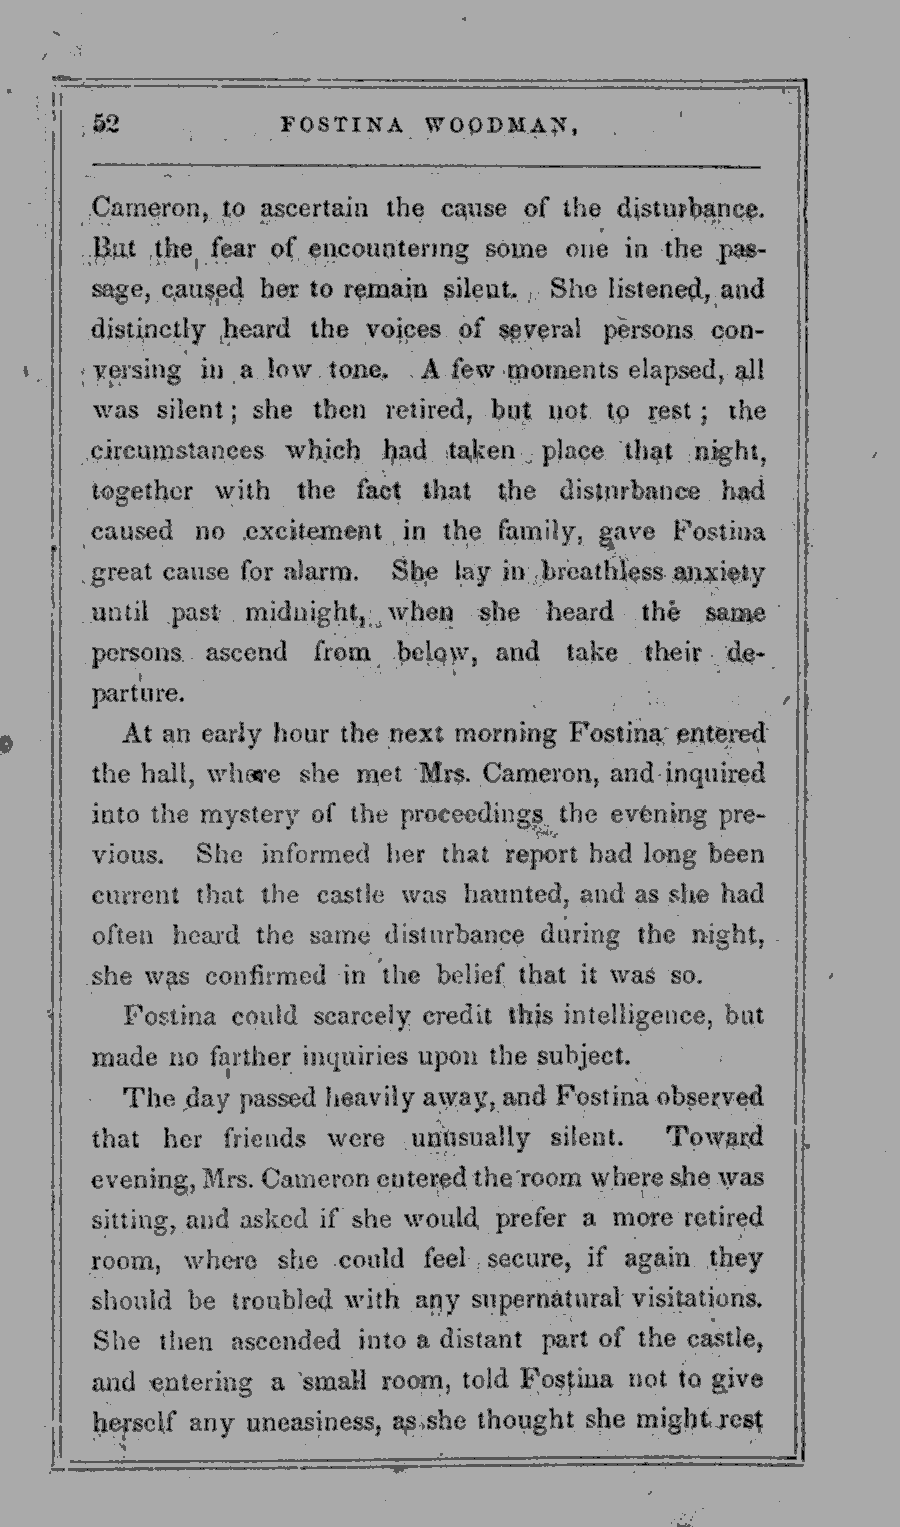 52 FOSTINA WOODMAN,
Cameron, to ascertain the cause of the disturbance.
But the fear of encountering some one in the pas-
sage, caused her to remain silent. She listened, and
distinctly heard the voices of several persons con-
versing in a low tone. A few moments elapsed, all
was silent; she then retired, but not to rest; the
circumstances which had taken place that night,
together with the fact that the disturbance had
caused no excitement in the family, gave Fostina
great cause for alarm. She lay in breathless anxiety
until past midnight, when she heard the same
persons ascend from below, and take their de-
parture.
At an early hour the next morning Fostina entered
the hall, where she met Mrs. Cameron, and inquired
into the mystery of the proceedings the evening pre-
vious. She informed her that report had long been
current that the castle was haunted, and as she had
often heard the same disturbance during the night,
she was confirmed in the belief that it was so.
Fostina could scarcely credit this intelligence, but
made no farther inquiries upon the subject.
The day passed heavily away, and Fostina observed
that her friends were unusually silent. Toward
evening, Mrs. Cameron entered the room where she was
sitting, and asked if she would prefer a more retired
room, where she could feel secure, if again they
should be troubled with any supernatural visitations.
She then ascended into a distant part of the castle,
and entering a small room, told Fostina not to give
herself any uneasiness, as she thought she might rest